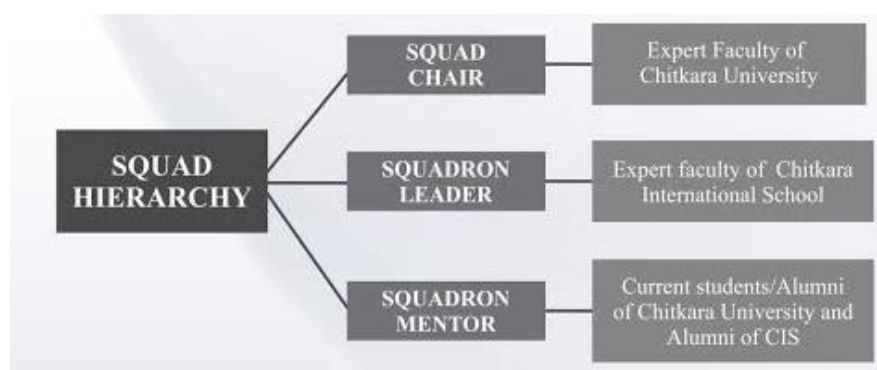 SQUAD
HIERARCHY
SQUAD
CHAIR
Expert Faculty of
Chitkara University
SQUADRON
LEADER
Expert faculty of Chitkara
International School
SQUADRON
MENTOR
Current students/Alumni
of Chitkara University and
Alumni of CIS